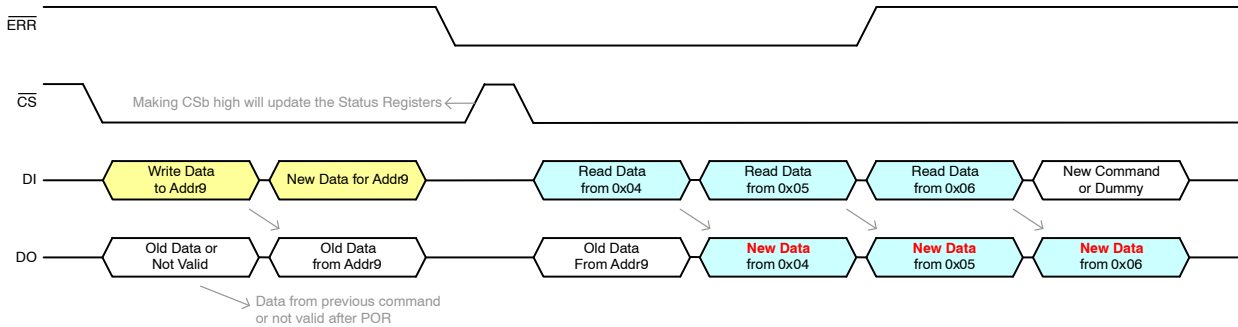 ERR
CS
Making CSb high will update the Status Registers
DI
Write Data
to Addr9
New Data for Addr9
Read Data
from 0x04
Read Data
from 0x05
Read Data
from 0x06
New Command
or Dummy
DO
Old Data or
Not Valid
Old Data
from Addr9
Old Data
From Addr9
New Data
from 0x04
New Data
from 0x05
New Data
from 0x06
Data from previous command
or not valid after POR